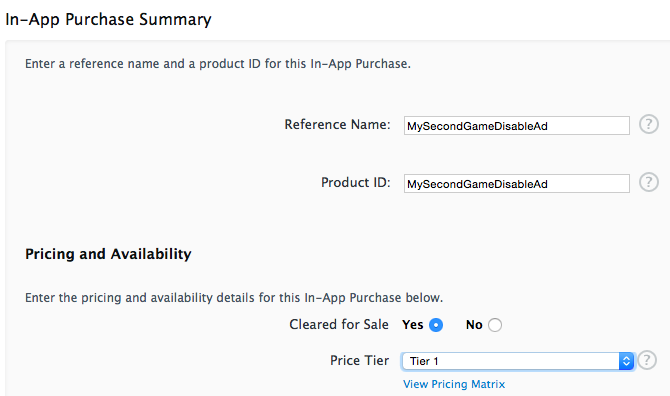 In-App Purchase Summary
Enter a reference name and a product ID for this In-App Purchase.
Reference Name: MySecondGameDisableAd ?
Product ID: MySecondGameDisableAd ?
Pricing and Availability
Enter the pricing and availability details for this In-App Purchase below.
Cleared for Sale Yes No
Price Tier Tier 1 ?
View Pricing Matrix